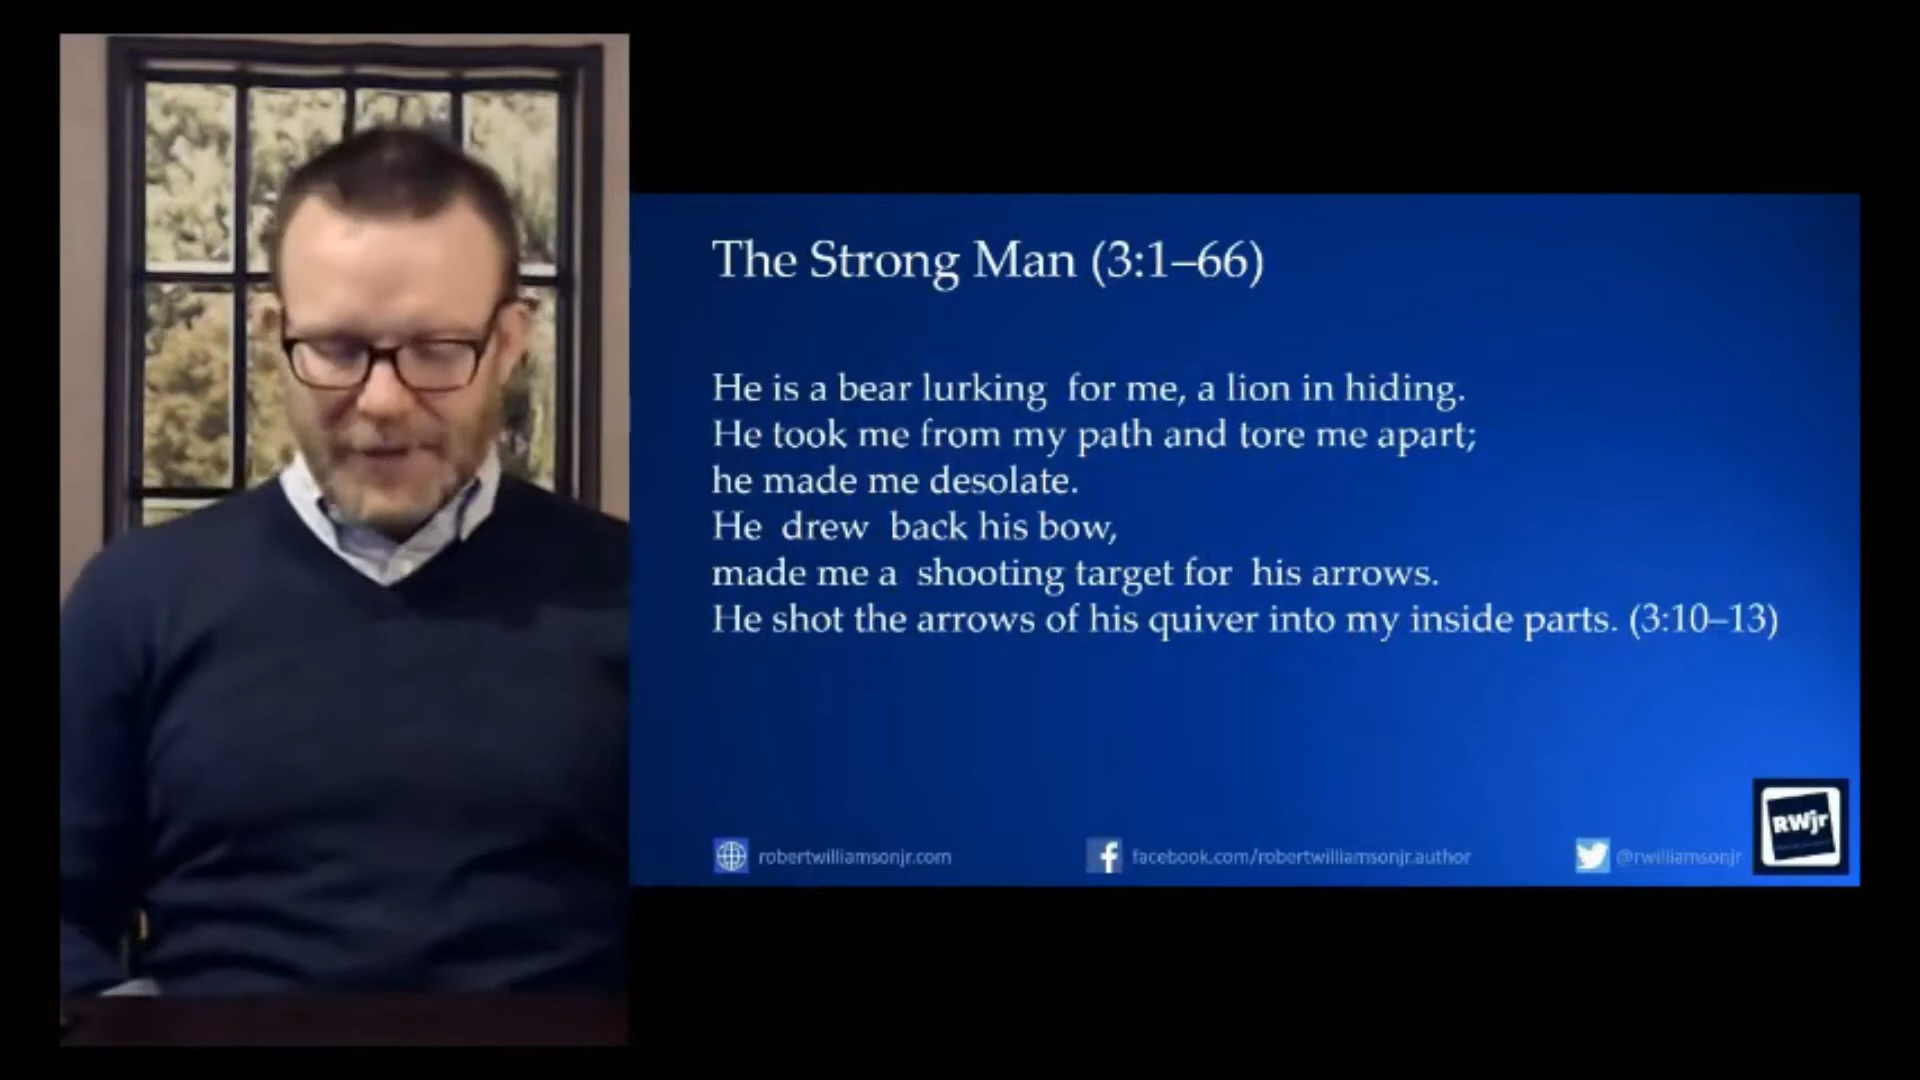 The Strong Man (3:1–66)
He is a bear lurking for me, a lion in hiding.
He took me from my path and tore me apart;
he made me desolate.
He drew back his bow,
made me a shooting target for his arrows.
He shot the arrows of his quiver into my inside parts. (3:10–13)
robertwilliamsonjr.com
facebook.com/robertwilliamsonjr.author
@rwilliamsonjr
RWjr